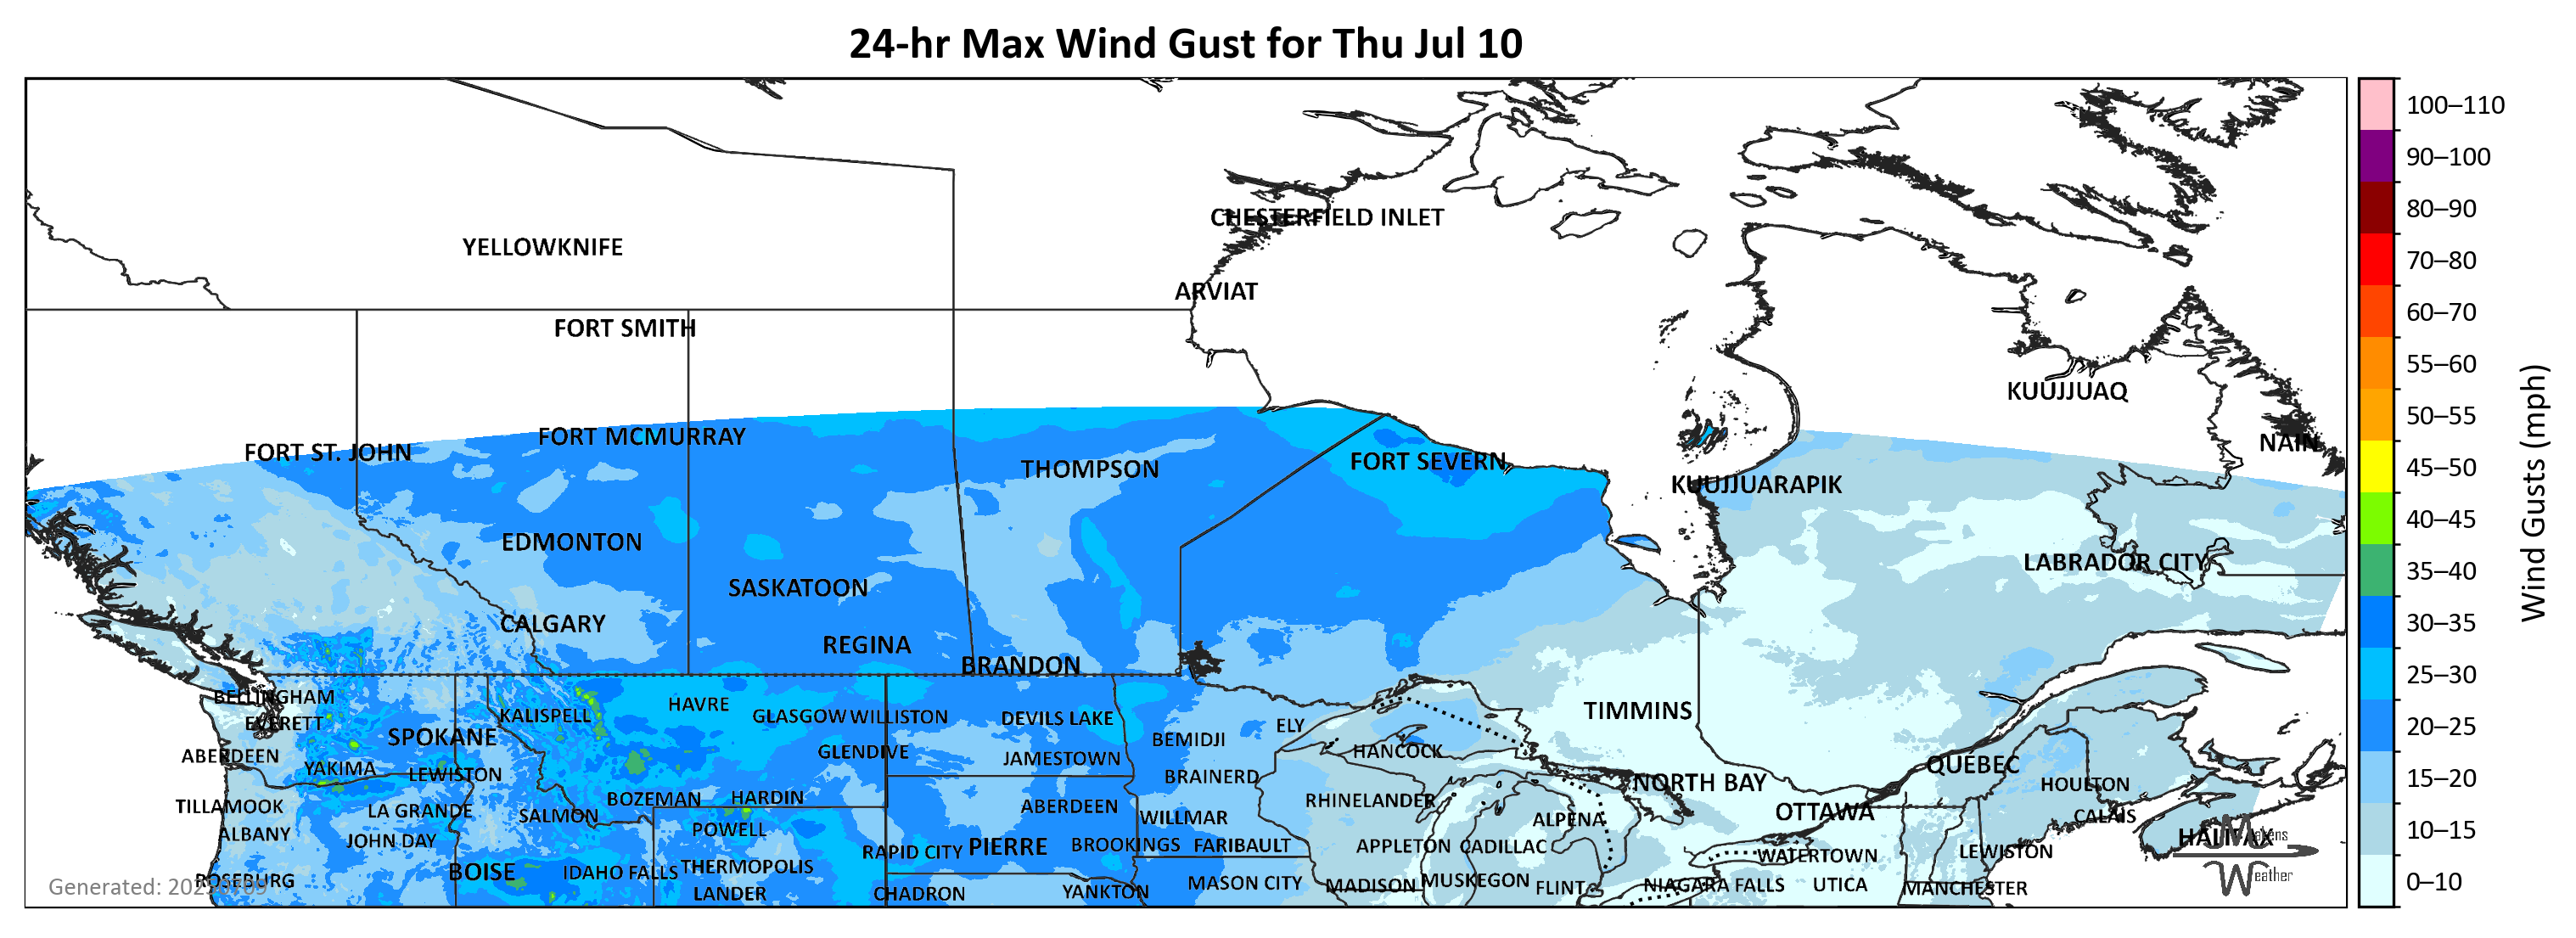 24-hr Max Wind Gust for Thu Jul 10
100–110
90–100
80–90
70–80
60–70
55–60
50–55
45–50
40–45
35–40
30–35
25–30
20–25
15–20
10–15
0–10
Wind Gusts (mph)
CHESTERFIELD INLET
YELLOWKNIFE
ARVIAT
FORT SMITH
KUUJJUAQ
FORT MCMURRAY
NAIN
FORT ST. JOHN
FORT SEVERN
THOMPSON
KUUJJUARAPIK
EDMONTON
LABRADOR CITY
SASKATOON
CALGARY
REGINA
BRANDON
BELLINGHAM
HAVRE
TIMMINS
KALISPELL
GLASGOW
WILLISTON
DEVILS LAKE
EVERETT
ELY
SPOKANE
BEMIDJI
GLENDIVE
HANCOCK
ABERDEEN
JAMESTOWN
QUEBEC
YAKIMA
LEWISTON
BRAINERD
NORTH BAY
HOULTON
BOZEMAN
HARDIN
RHINELANDER
TILLAMOOK
ABERDEEN
LA GRANDE
OTTAWA
SALMON
WILLMAR
CALAIS
ALPENA
POWELL
ALBANY
HALIFAX
Makens
JOHN DAY
PIERRE
BROOKINGS
FARIBAULT
APPLETON
CADILLAC
RAPID CITY
LEWISTON
WATERTOWN
THERMOPOLIS
BOISE
IDAHO FALLS
Weather
ROSEBURG
MUSKEGON
MASON CITY
MADISON
NIAGARA FALLS
UTICA
Generated:
FLINT
MANCHESTER
LANDER
CHADRON
YANKTON